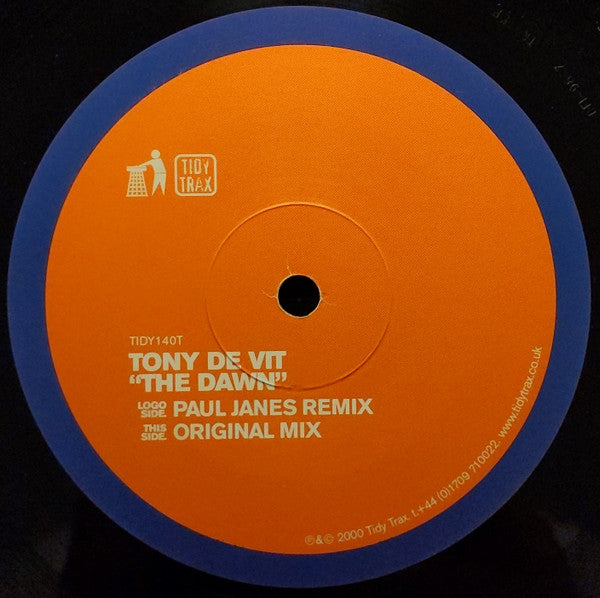 TIDY
TRAX
TIDY140T
TONY DE VIT
“THE DAWN”
LOGO SIDE. PAUL JANES REMIX
THIS SIDE. ORIGINAL MIX
℗&© 2000 Tidy Trax. t.+44 (0)1709 710022. www.tidytrax.co.uk